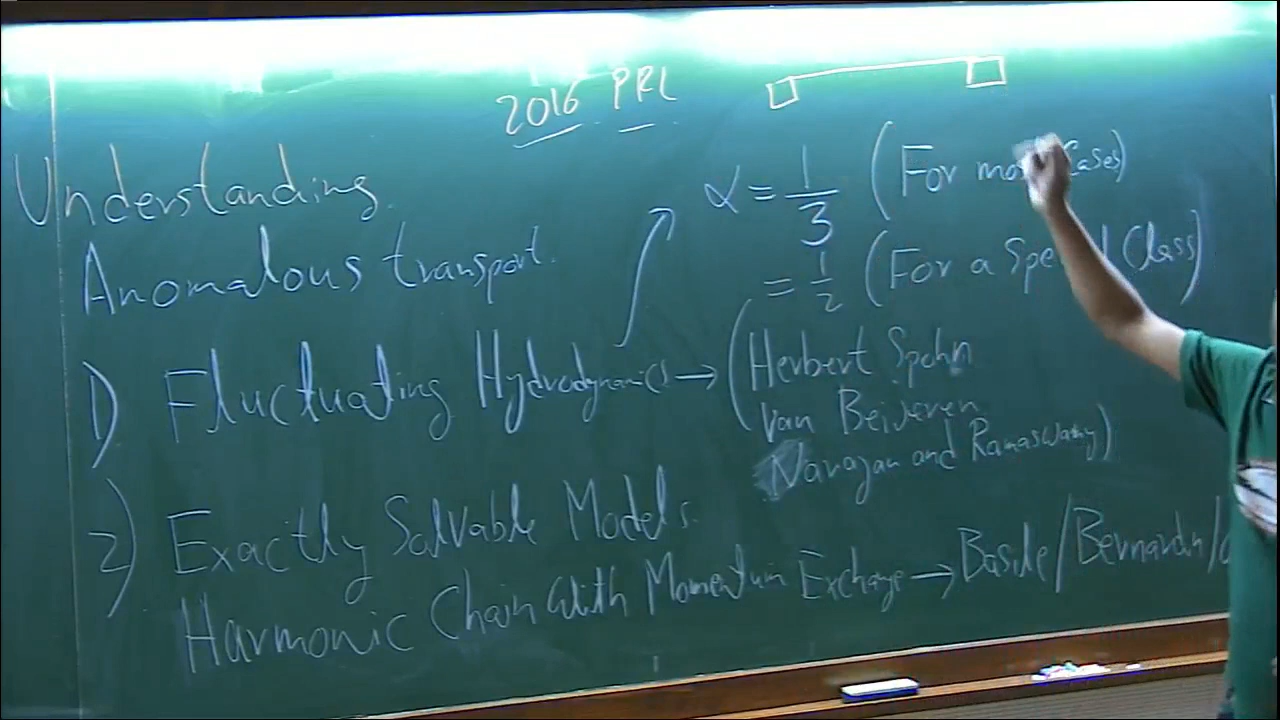 2016 PRL
Understanding
Anomalous transport.
α = 1/3 (For most Cases)
= 1/2 (For a Special Class)
1) Fluctuating Hydrodynamics → (Herbert Spohn
Van Beijeren
Narayan and Ramaswamy)
2) Exactly Solvable Models.
Harmonic Chain With Momentum Exchange → Basile/Bernardin/